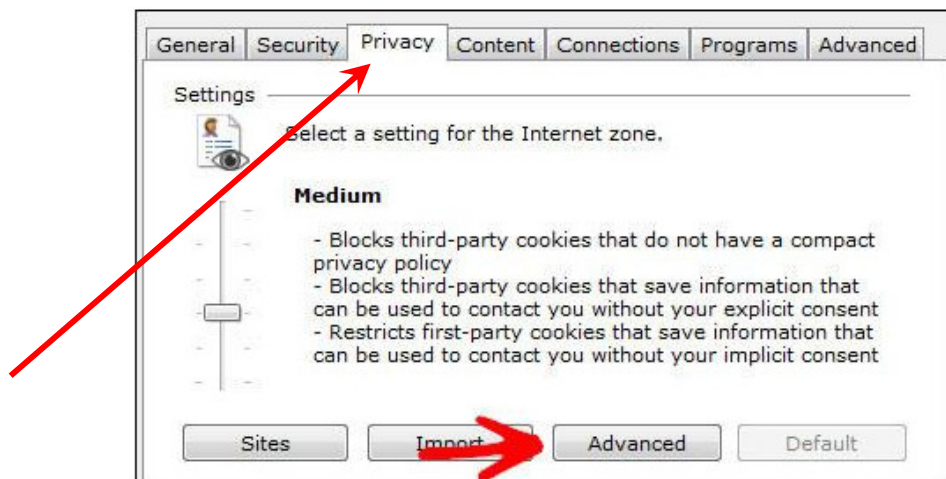 General Security Privacy Content Connections Programs Advanced
Settings
Select a setting for the Internet zone.
Medium
- Blocks third-party cookies that do not have a compact
privacy policy
- Blocks third-party cookies that save information that
can be used to contact you without your explicit consent
- Restricts first-party cookies that save information that
can be used to contact you without your implicit consent
Sites Import Advanced Default